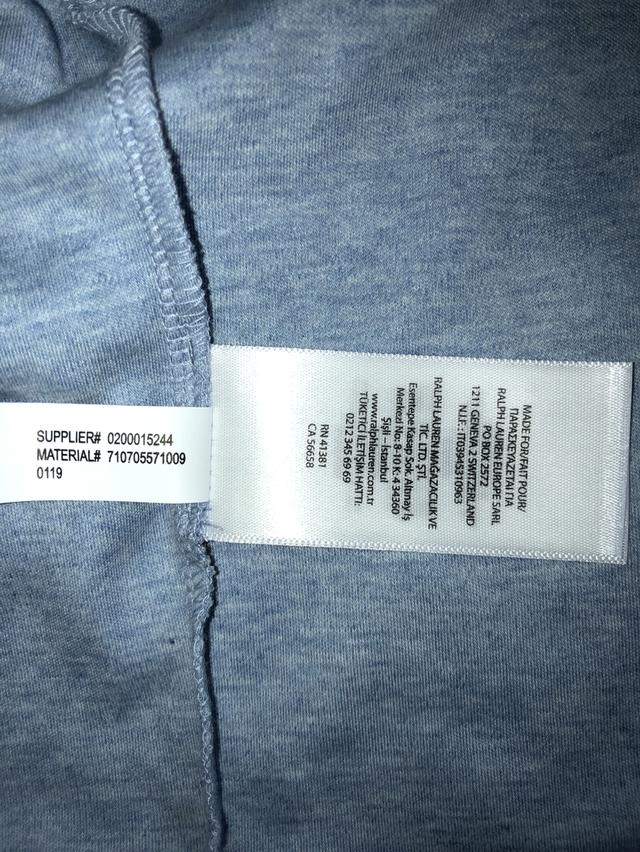 SUPPLIER# 0200015244
MATERIAL# 710705571009
0119
MADE FOR/FAIT POUR/
ΠΑΡΑΣΚΕΥΑΖΕΤΑΙ ΓΙΑ
RALPH LAUREN EUROPE SARL
PO BOX 2572
1211 GENEVA 2 SWITZERLAND
N.I.F. : IT03945310963
RALPH LAUREN MAĞAZACILIK VE
TİC. LTD. ŞTİ.
Esentepe Kasap Sok. Altınay İş
Merkezi No: 8-10 K: 4 34360
Şişli – İstanbul
www.ralphlauren.com.tr
TÜKETİCİ İLETİŞİM HATTI:
0212 345 69 69
RN 41381
CA 56658